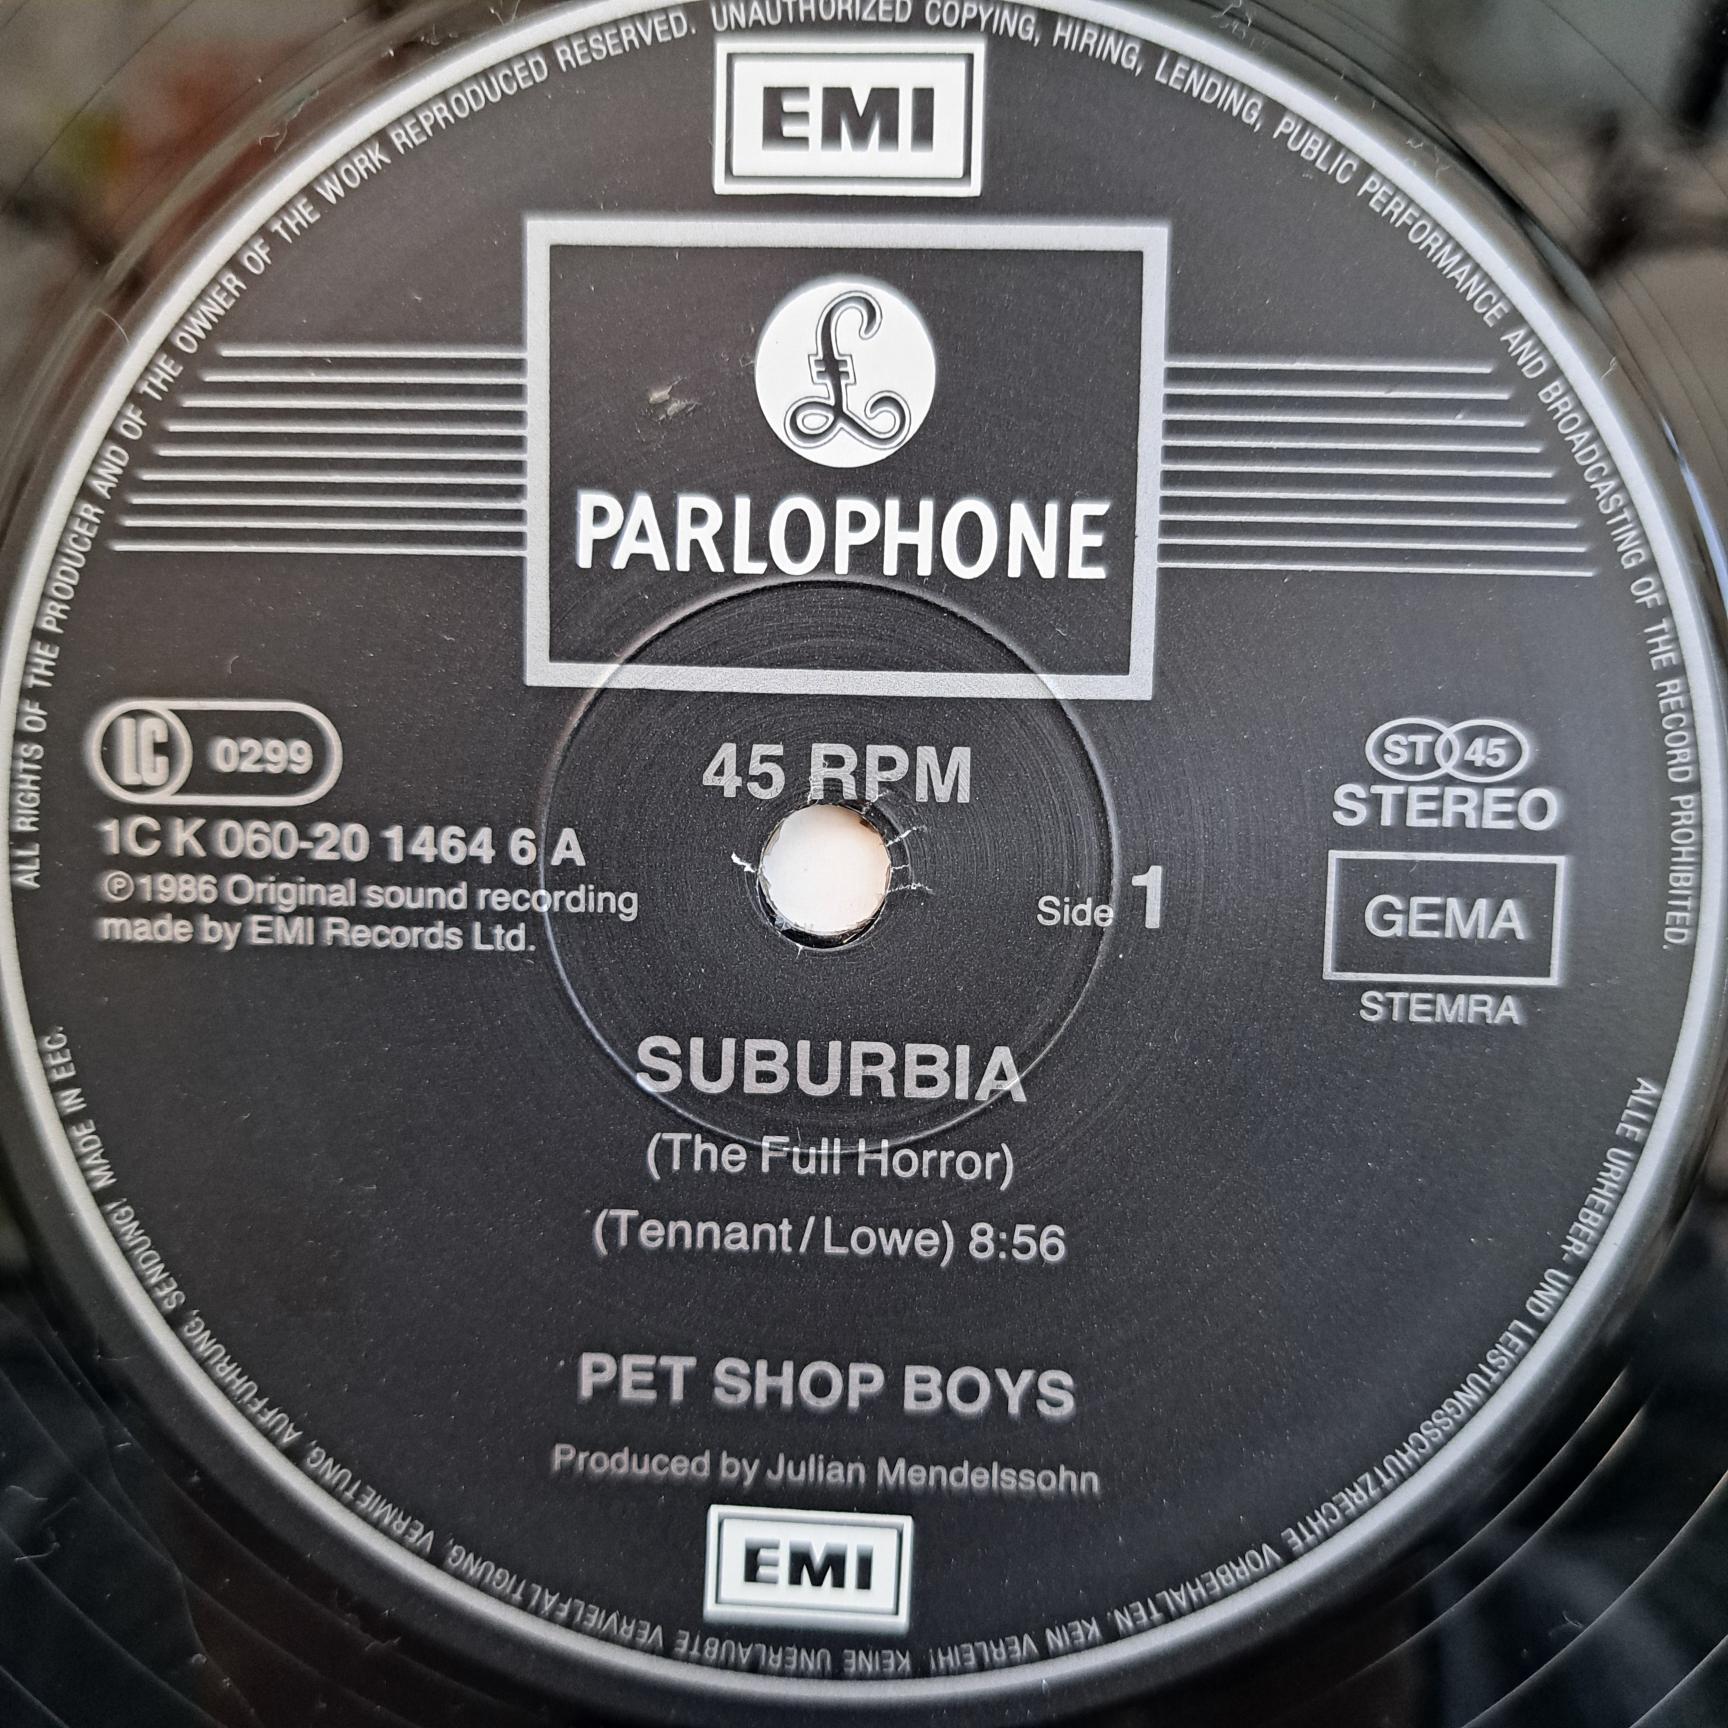 ALL RIGHTS OF THE PRODUCER AND OF THE OWNER OF THE WORK REPRODUCED RESERVED. UNAUTHORIZED COPYING, HIRING, LENDING, PUBLIC PERFORMANCE AND BROADCASTING OF THE RECORD PROHIBITED.
EMI
£
PARLOPHONE
45 RPM
LC 0299
1C K 060-20 1464 6 A
℗ 1986 Original sound recording
made by EMI Records Ltd.
ST 45
STEREO
GEMA
STEMRA
Side 1
SUBURBIA
(The Full Horror)
(Tennant/Lowe) 8:56
PET SHOP BOYS
Produced by Julian Mendelssohn
EMI
ALLE URHEBER- UND LEISTUNGSSCHUTZRECHTE VORBEHALTEN. KEIN VERLEIH! KEINE UNERLAUBTE VERVIELFÄLTIGUNG, VERMIETUNG, AUFFÜHRUNG, SENDUNG! MADE IN EEC.